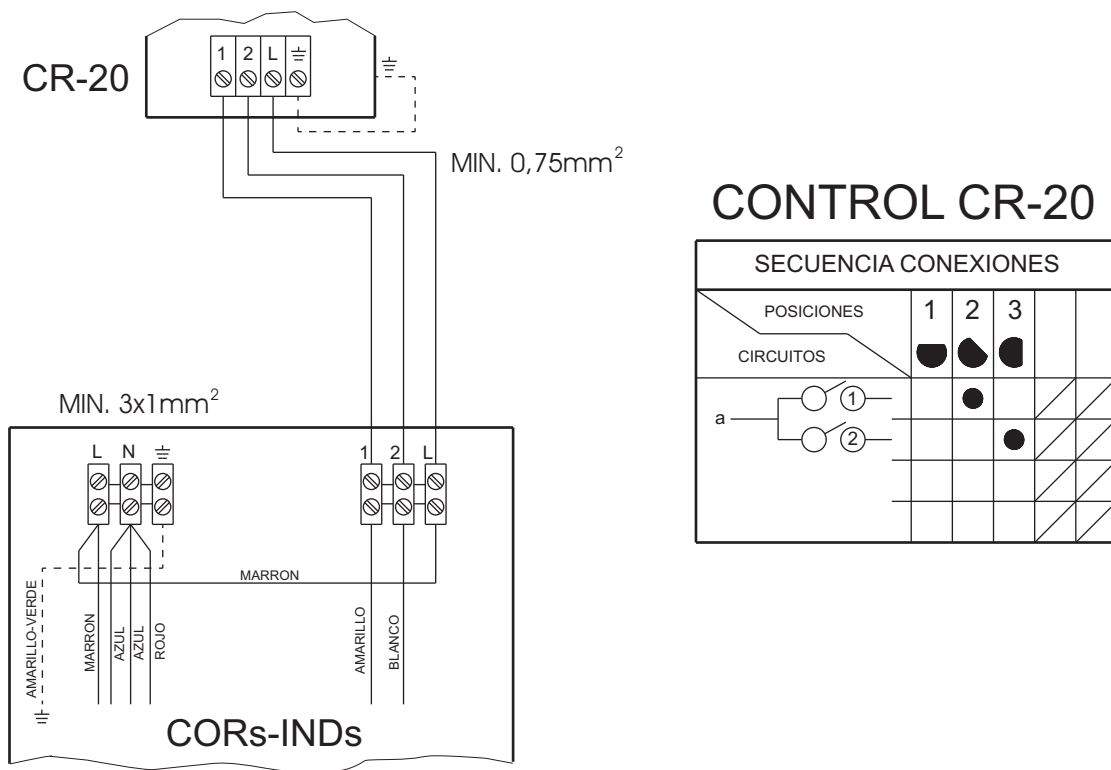 1 2 L
CR-20
MIN. 0,75mm²
CONTROL CR-20
SECUENCIA CONEXIONES
POSICIONES
1 2 3
CIRCUITOS
a
1
2
MIN. 3x1mm²
L N
1 2 L
MARRON
AMARILLO-VERDE
MARRON
AZUL
AZUL
ROJO
AMARILLO
BLANCO
CORs-INDs